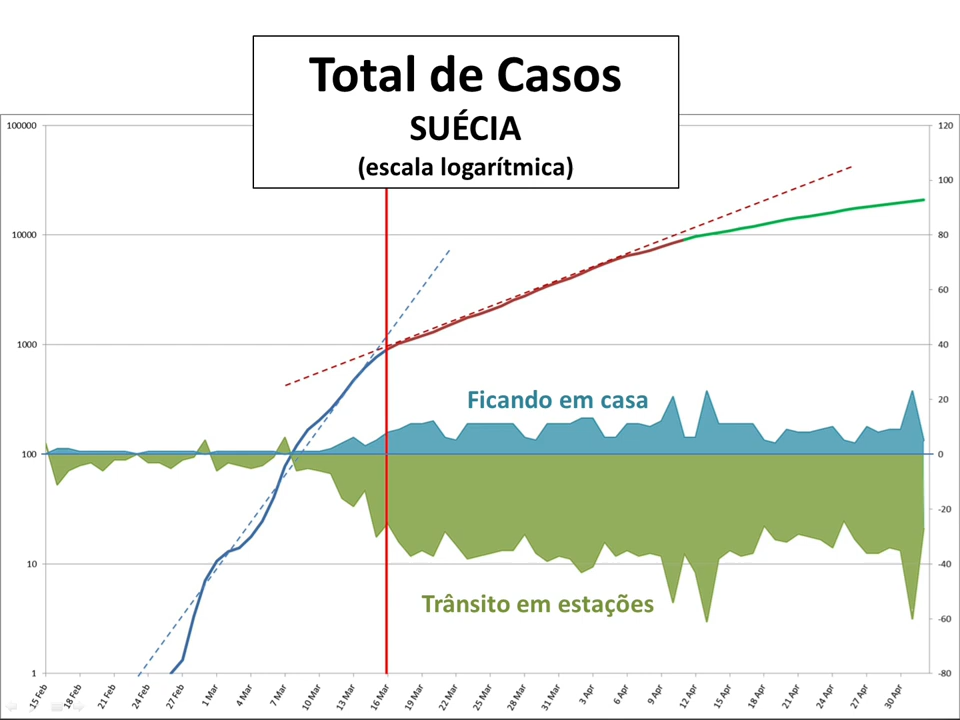 Total de Casos
SUÉCIA
(escala logarítmica)
100000
10000
1000
100
10
1
120
100
80
60
40
20
0
-20
-40
-60
-80
Ficando em casa
Trânsito em estações
15 Feb
18 Feb
21 Feb
24 Feb
27 Feb
1 Mar
4 Mar
7 Mar
10 Mar
13 Mar
16 Mar
19 Mar
22 Mar
25 Mar
28 Mar
31 Mar
3 Apr
6 Apr
9 Apr
12 Apr
15 Apr
18 Apr
21 Apr
24 Apr
27 Apr
30 Apr